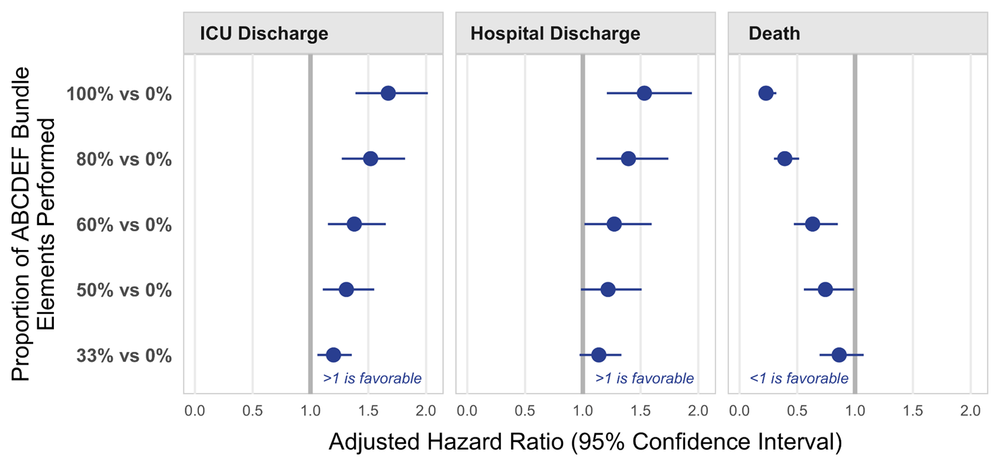 ICU Discharge
Hospital Discharge
Death
Proportion of ABCDEF Bundle
Elements Performed
100% vs 0%
80% vs 0%
60% vs 0%
50% vs 0%
33% vs 0%
>1 is favorable
>1 is favorable
<1 is favorable
0.0 0.5 1.0 1.5 2.0
0.0 0.5 1.0 1.5 2.0
0.0 0.5 1.0 1.5 2.0
Adjusted Hazard Ratio (95% Confidence Interval)